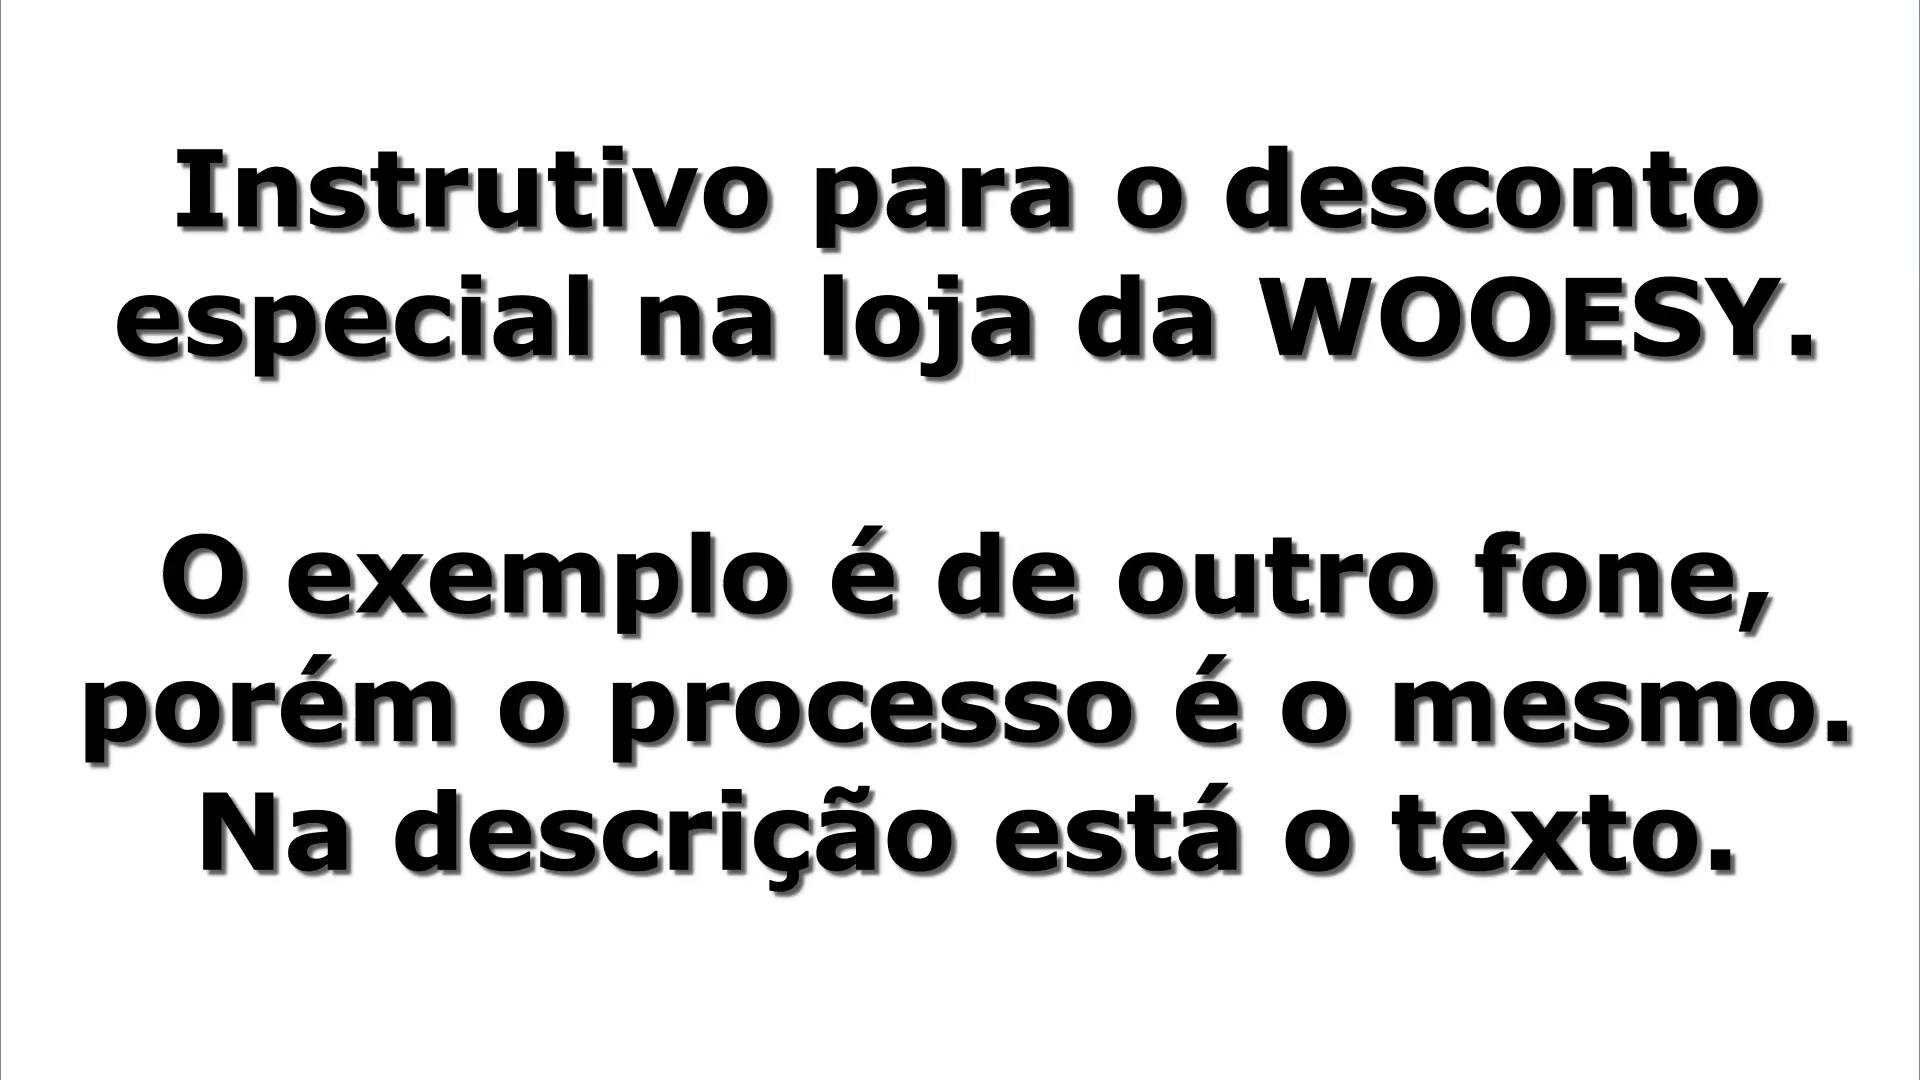 Instrutivo para o desconto
especial na loja da WOOESY.
O exemplo é de outro fone,
porém o processo é o mesmo.
Na descrição está o texto.